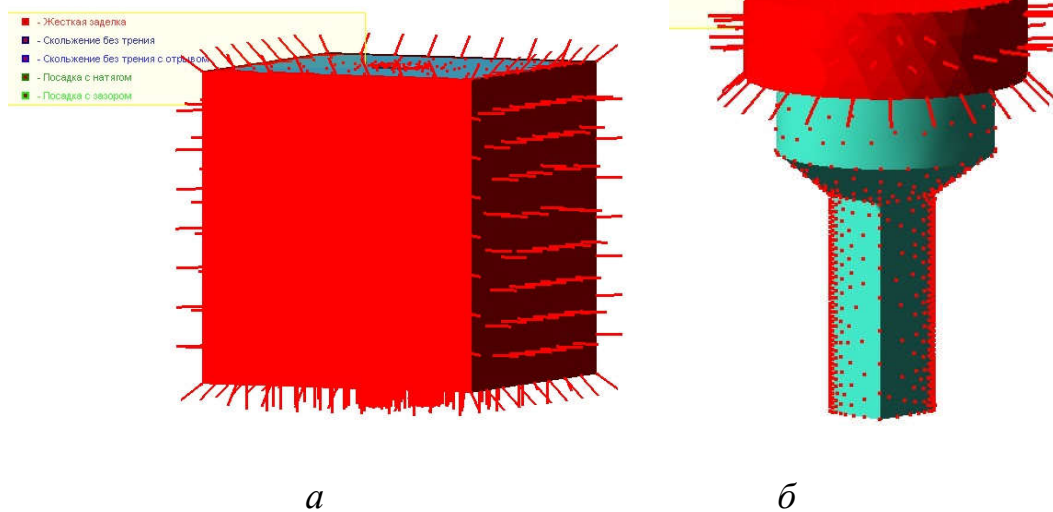 - Жесткая заделка
- Скольжение без трения
- Скольжение без трения с отрывом
- Посадка с натягом
- Посадка с зазором
а
б